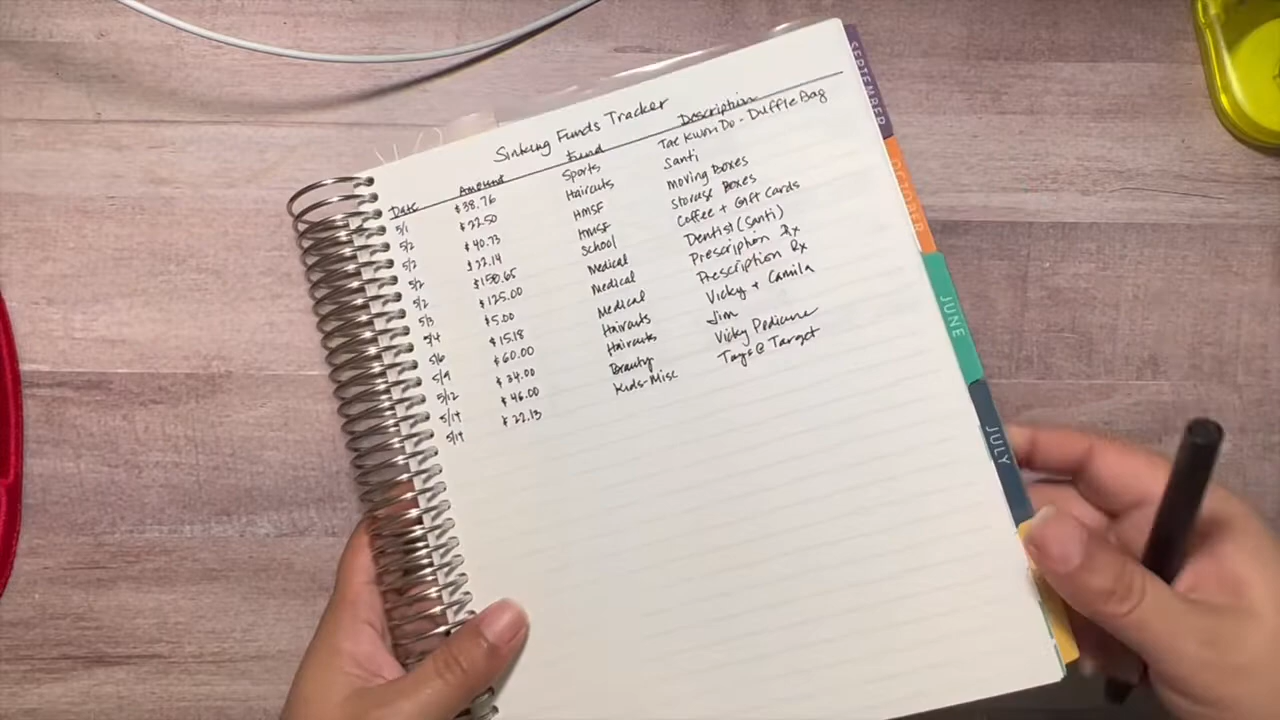 Sinking Funds Tracker
Date Amount Fund Description
5/1 $38.76 Sports Tae Kwon Do - Duffle Bag
5/2 $22.50 Haircuts Santi
5/2 $40.73 HMSF Moving Boxes
5/2 $22.14 HMSF Storage Boxes
5/2 $150.65 School Coffee + Gift Cards
5/3 $125.00 Medical Dentist (Santi)
5/4 $5.00 Medical Prescription Rx
5/6 $15.18 Medical Prescription Rx
5/9 $60.00 Haircuts Vicky + Camila
5/12 $34.00 Haircuts Jim
5/14 $46.00 Beauty Vicky Pedicure
5/14 $22.13 Kids-Misc Toys @ Target
SEPTEMBER
OCTOBER
JUNE
JULY